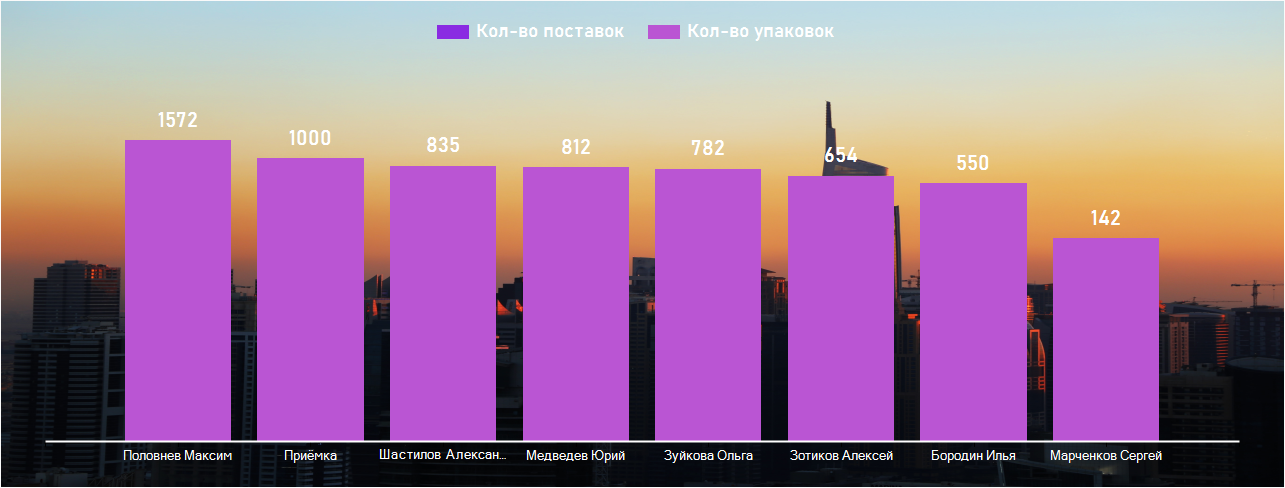 Кол-во поставок Кол-во упаковок
1572 1000 835 812 782 654 550 142
Половнев Максим Приёмка Шастилов Алексан... Медведев Юрий Зуйкова Ольга Зотиков Алексей Бородин Илья Марченков Сергей